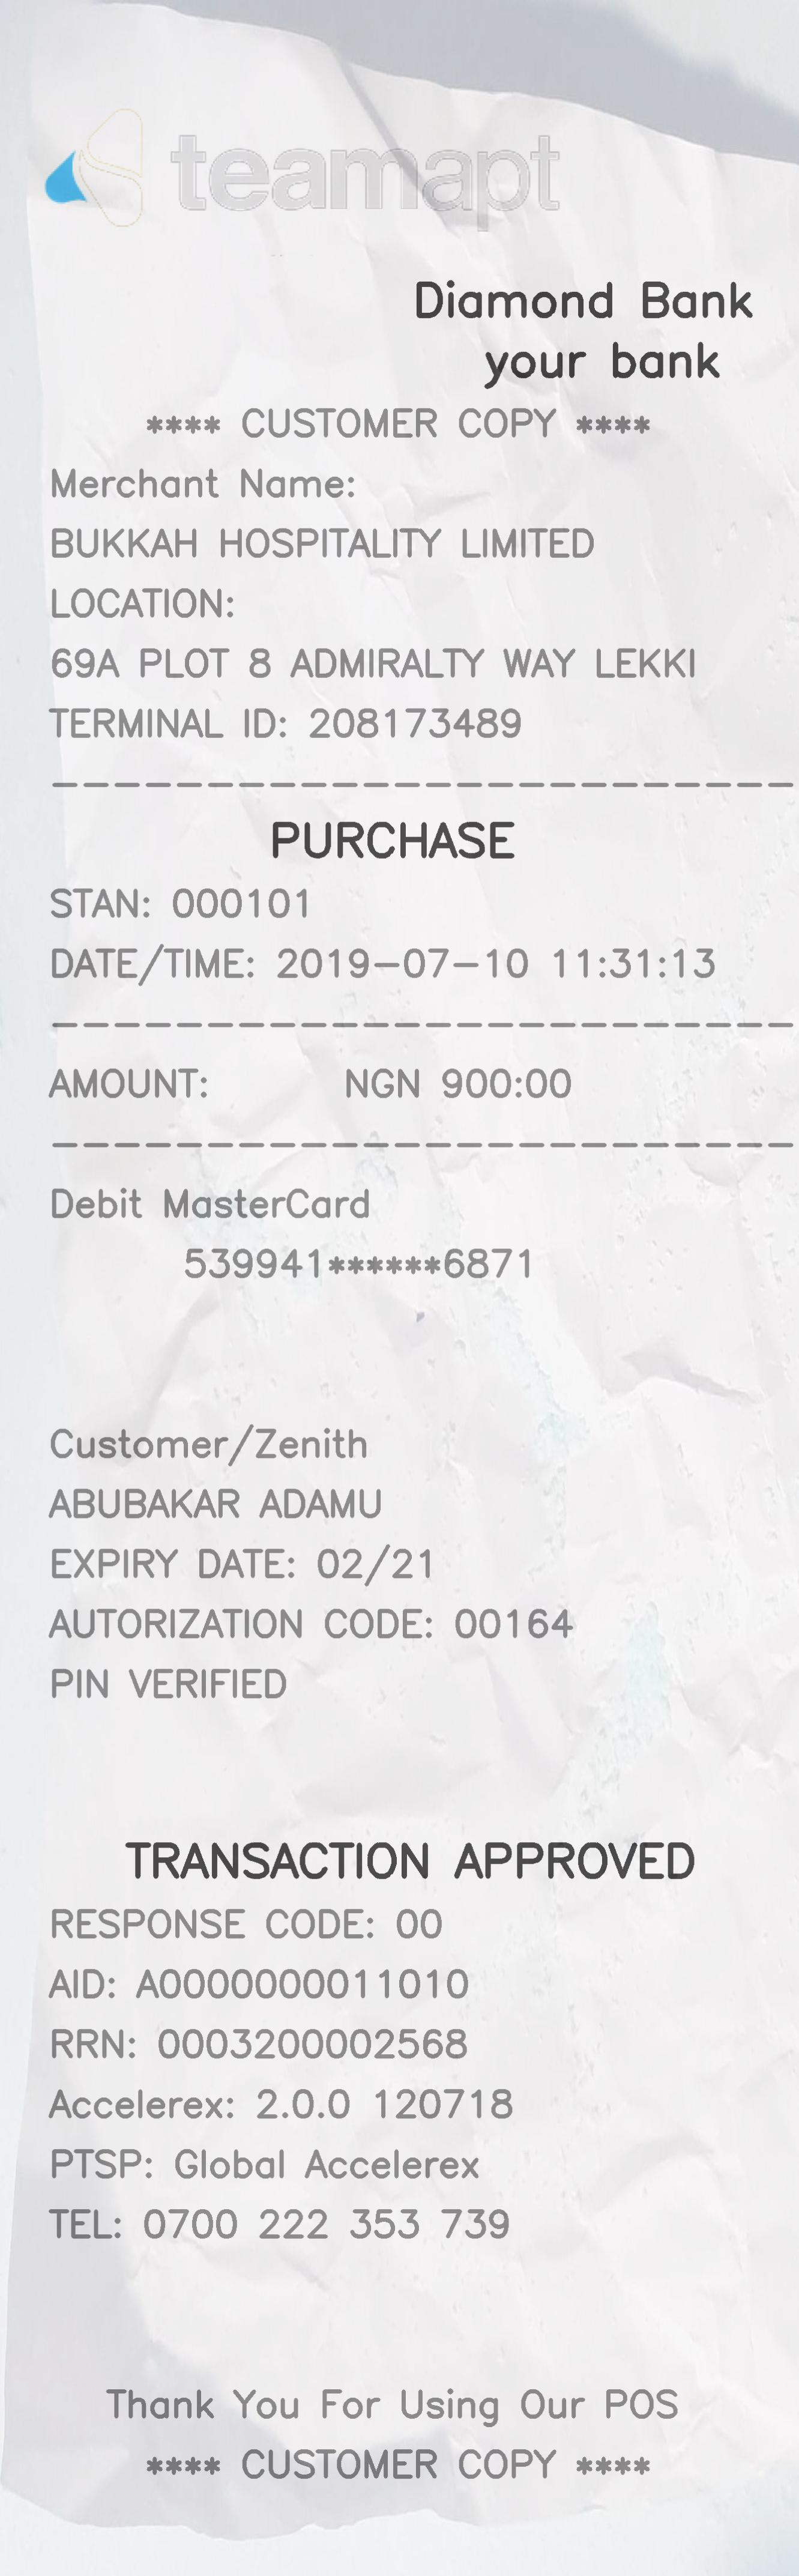 teamapt
Diamond Bank
your bank
**** CUSTOMER COPY ****
Merchant Name:
BUKKAH HOSPITALITY LIMITED
LOCATION:
69A PLOT 8 ADMIRALTY WAY LEKKI
TERMINAL ID: 208173489
------------------------
PURCHASE
STAN: 000101
DATE/TIME: 2019-07-10 11:31:13
------------------------
AMOUNT: NGN 900:00
------------------------
Debit MasterCard
539941******6871
Customer/Zenith
ABUBAKAR ADAMU
EXPIRY DATE: 02/21
AUTORIZATION CODE: 00164
PIN VERIFIED
TRANSACTION APPROVED
RESPONSE CODE: 00
AID: A0000000011010
RRN: 0003200002568
Accelerex: 2.0.0 120718
PTSP: Global Accelerex
TEL: 0700 222 353 739
Thank You For Using Our POS
**** CUSTOMER COPY ****